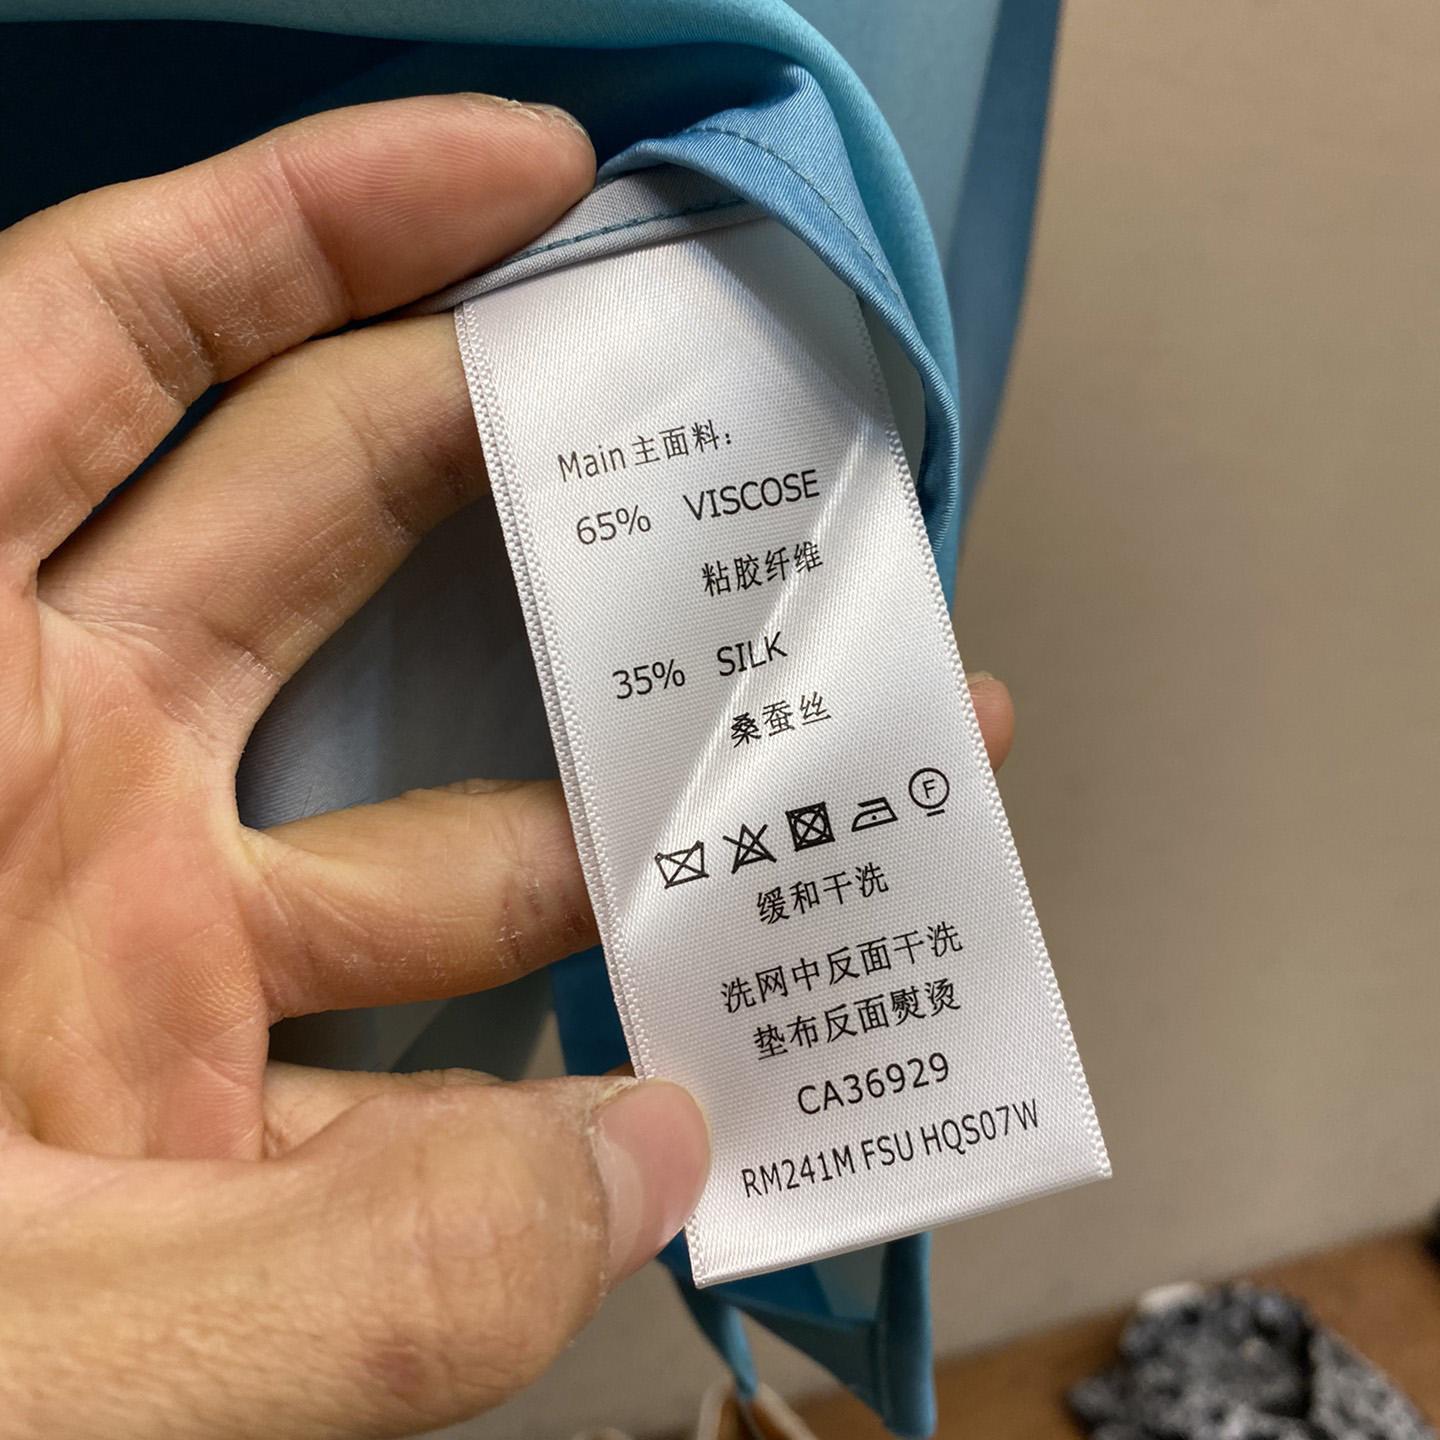 Main主面料：
65% VISCOSE
粘胶纤维
35% SILK
桑蚕丝
F
缓和干洗
洗网中反面干洗
垫布反面熨烫
CA36929
RM241M FSU HQS07W